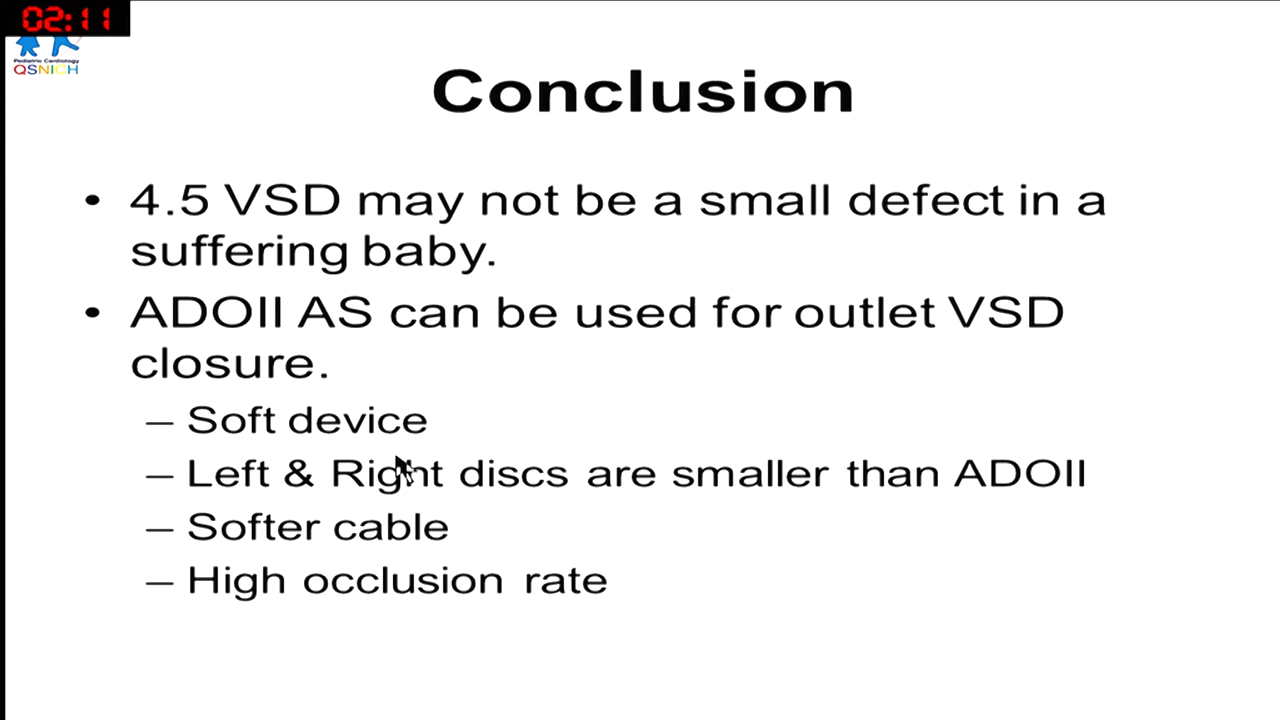 02:11
Pediatric Cardiology
QSNICH
Conclusion
• 4.5 VSD may not be a small defect in a
suffering baby.
• ADOII AS can be used for outlet VSD
closure.
– Soft device
– Left & Right discs are smaller than ADOII
– Softer cable
– High occlusion rate